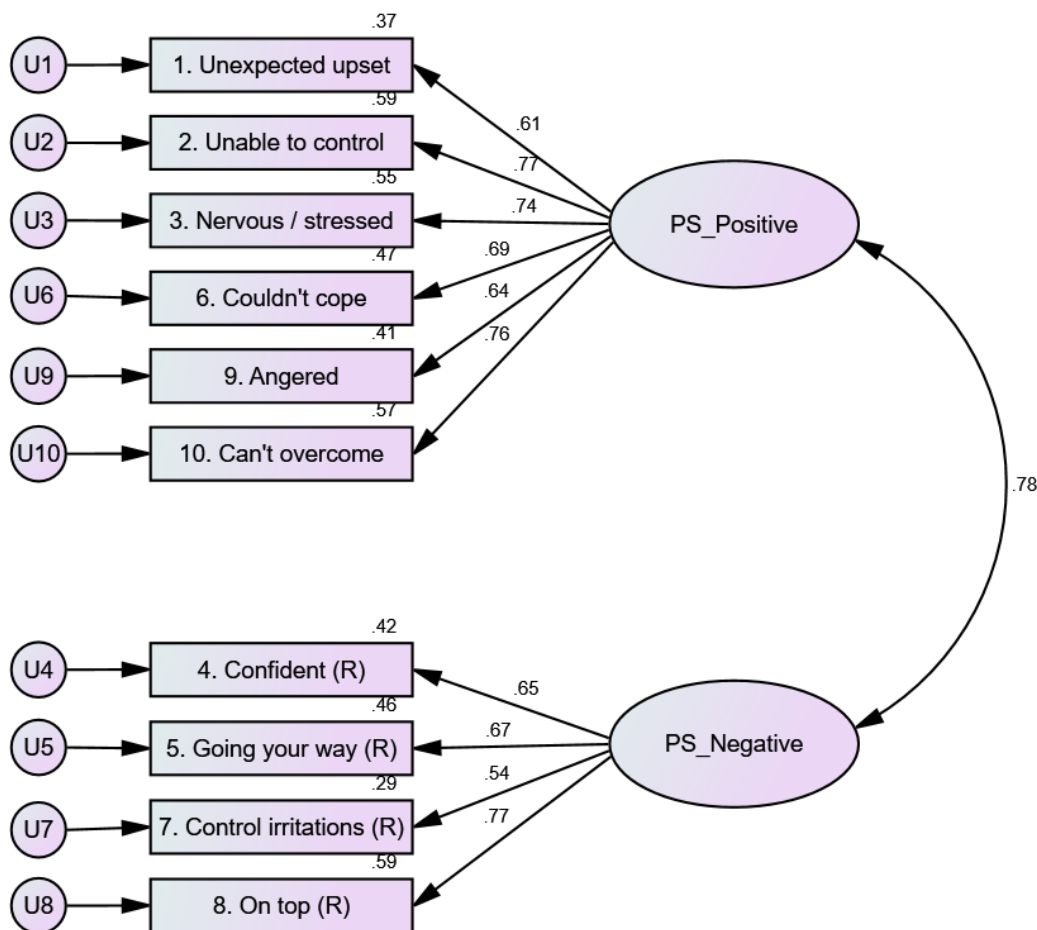 .37
U1
1. Unexpected upset
.59
.61
U2
2. Unable to control
.77
.55
U3
3. Nervous / stressed
.74
PS_Positive
.47
.69
U6
6. Couldn't cope
.64
.41
.76
U9
9. Angered
.57
U10
10. Can't overcome
.78
.42
U4
4. Confident (R)
.65
.46
U5
5. Going your way (R)
.67
PS_Negative
.29
.54
U7
7. Control irritations (R)
.77
.59
U8
8. On top (R)